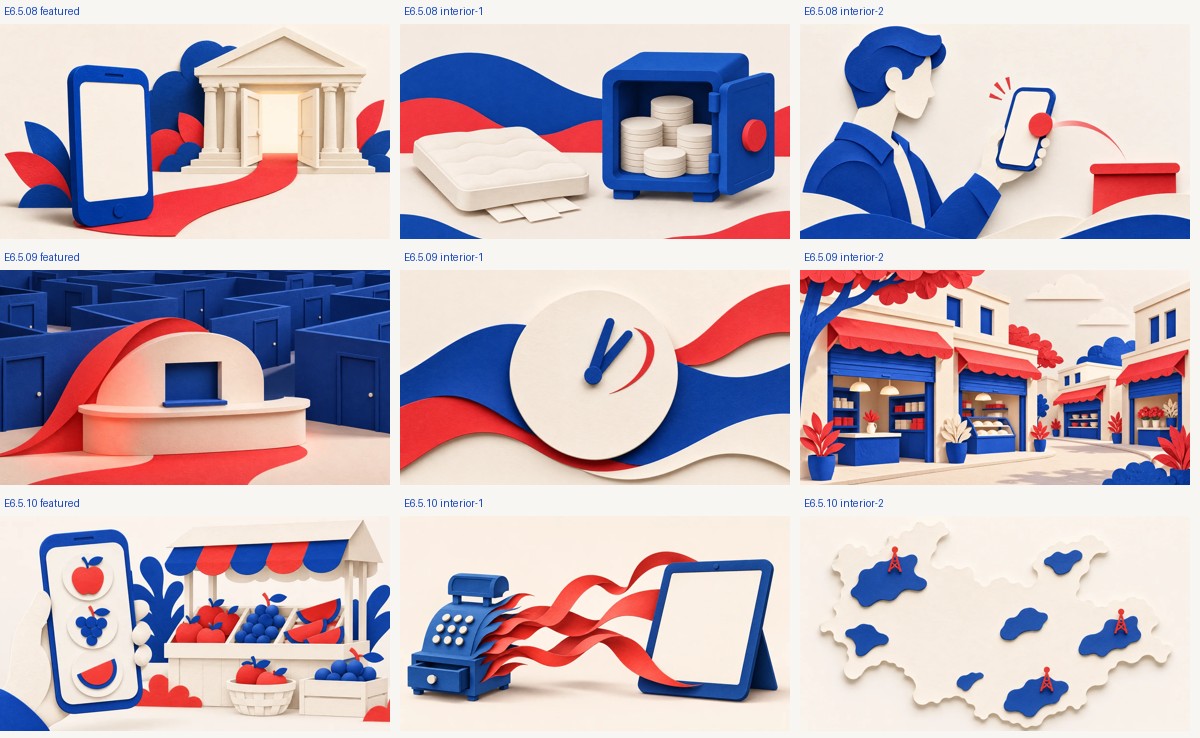 E6.5.08 featured
E6.5.08 interior-1
E6.5.08 interior-2
E6.5.09 featured
E6.5.09 interior-1
E6.5.09 interior-2
E6.5.10 featured
E6.5.10 interior-1
E6.5.10 interior-2